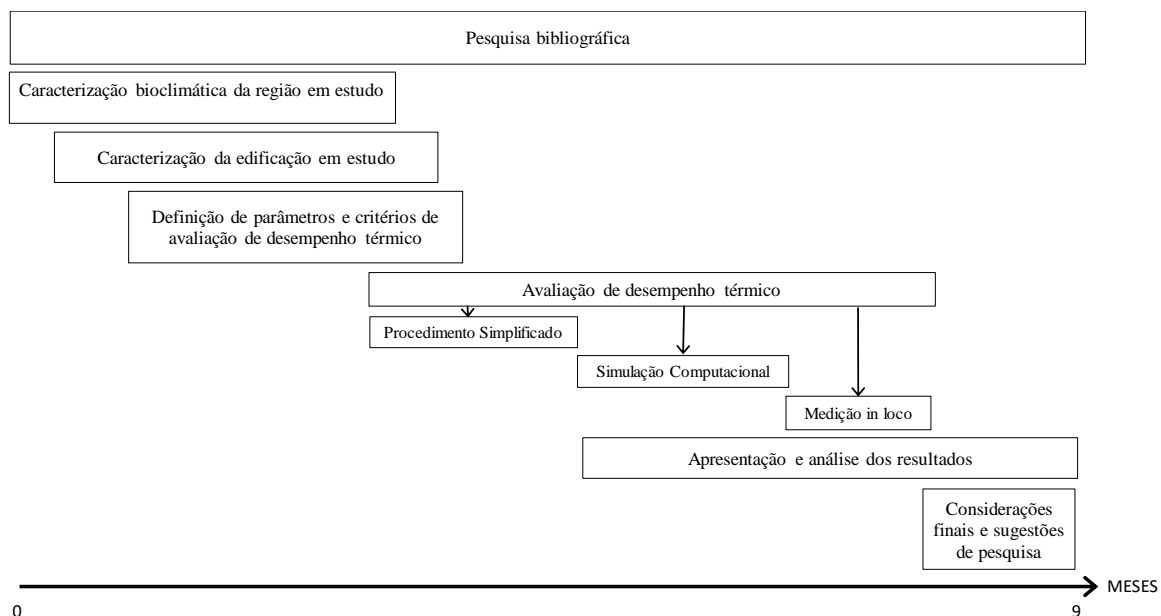 Pesquisa bibliográfica
Caracterização bioclimática da região em estudo
Caracterização da edificação em estudo
Definição de parâmetros e critérios de
avaliação de desempenho térmico
Avaliação de desempenho térmico
Procedimento Simplificado
Simulação Computacional
Medição in loco
Apresentação e análise dos resultados
Considerações
finais e sugestões
de pesquisa
MESES
0
9